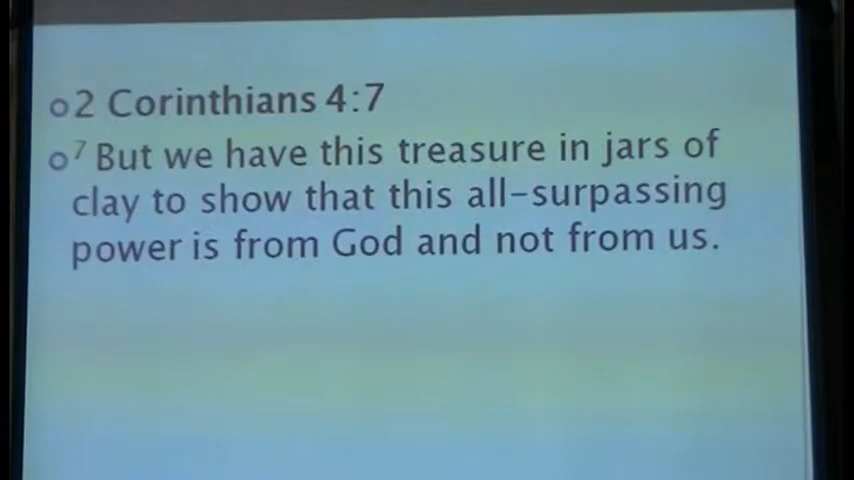 2 Corinthians 4:7
7 But we have this treasure in jars of
clay to show that this all-surpassing
power is from God and not from us.